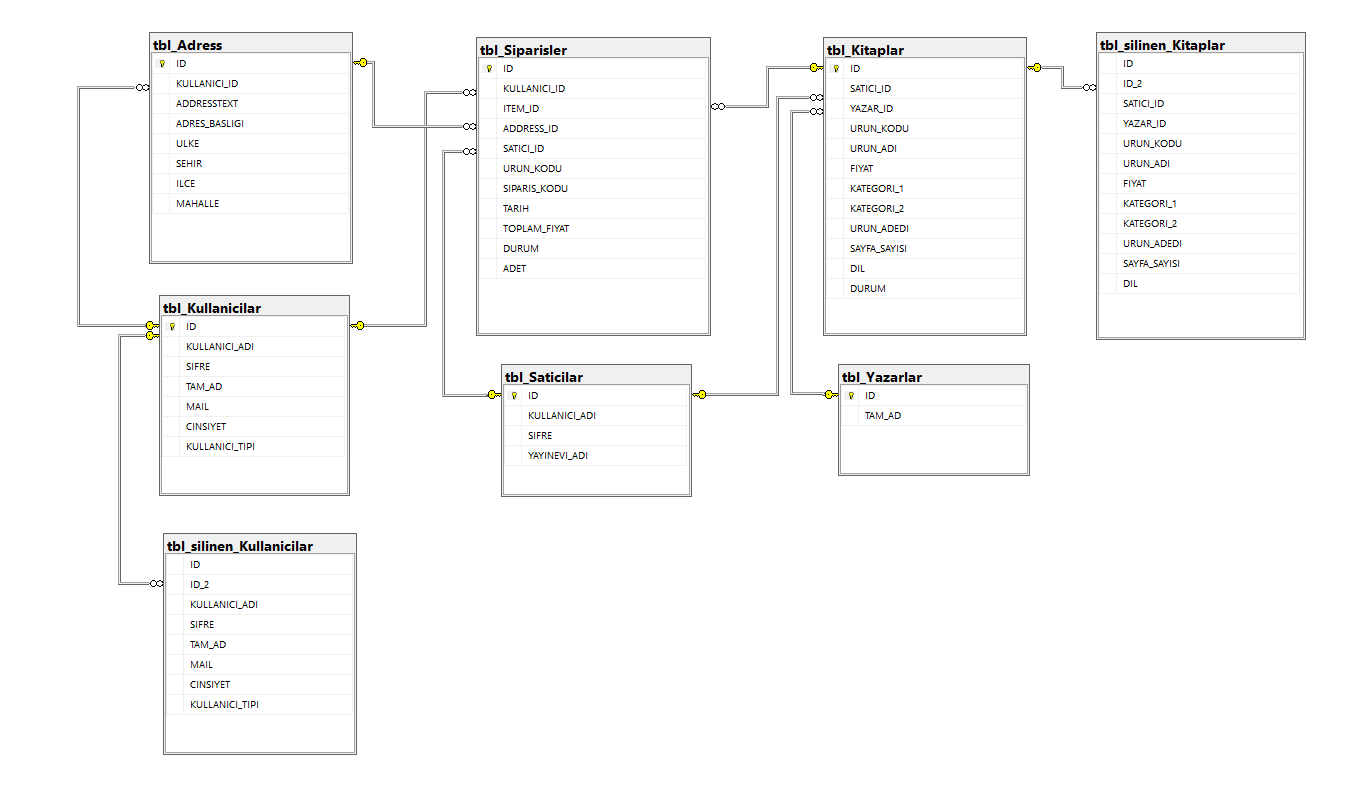 tbl_Adress
ID
KULLANICI_ID
ADDRESSTEXT
ADRES_BASLIGI
ULKE
SEHIR
ILCE
MAHALLE
tbl_Siparisler
ID
KULLANICI_ID
ITEM_ID
ADDRESS_ID
SATICI_ID
URUN_KODU
SIPARIS_KODU
TARIH
TOPLAM_FIYAT
DURUM
ADET
tbl_Kitaplar
ID
SATICI_ID
YAZAR_ID
URUN_KODU
URUN_ADI
FIYAT
KATEGORI_1
KATEGORI_2
URUN_ADEDI
SAYFA_SAYISI
DIL
DURUM
tbl_silinen_Kitaplar
ID
ID_2
SATICI_ID
YAZAR_ID
URUN_KODU
URUN_ADI
FIYAT
KATEGORI_1
KATEGORI_2
URUN_ADEDI
SAYFA_SAYISI
DIL
tbl_Kullanicilar
ID
KULLANICI_ADI
SIFRE
TAM_AD
MAIL
CINSIYET
KULLANICI_TIPI
tbl_Saticilar
ID
KULLANICI_ADI
SIFRE
YAYINEVI_ADI
tbl_Yazarlar
ID
TAM_AD
tbl_silinen_Kullanicilar
ID
ID_2
KULLANICI_ADI
SIFRE
TAM_AD
MAIL
CINSIYET
KULLANICI_TIPI